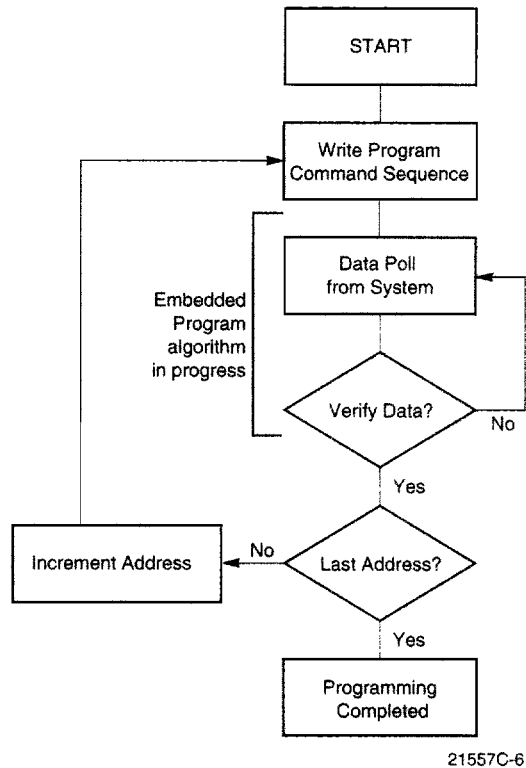 START
Write Program
Command Sequence
Data Poll
from System
Embedded
Program
algorithm
in progress
Verify Data?
No
Yes
Increment Address
No
Last Address?
Yes
Programming
Completed
21557C-6